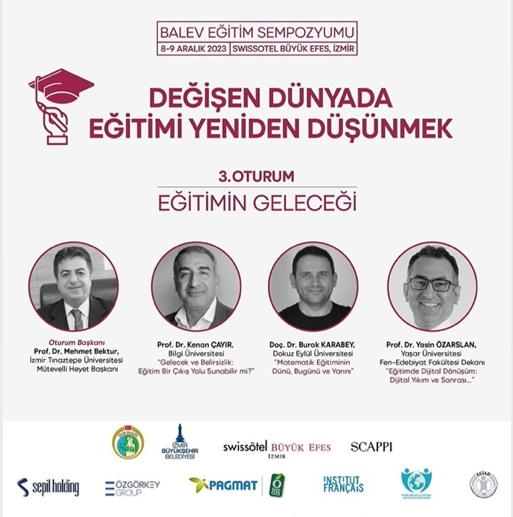 BALEV EĞİTİM SEMPOZYUMU
8-9 ARALIK 2023 | SWISSOTEL BÜYÜK EFES, İZMİR
DEĞİŞEN DÜNYADA
EĞİTİMİ YENİDEN DÜŞÜNMEK
3.OTURUM
EĞİTİMİN GELECEĞİ
Oturum Başkanı
Prof. Dr. Mehmet Bektur,
İzmir Tınaztepe Üniversitesi
Mütevelli Heyet Başkanı
Prof. Dr. Kenan ÇAYIR,
Bilgi Üniversitesi
"Gelecek ve Belirsizlik:
Eğitim Bir Çıkış Yolu Sunabilir mi?"
Doç. Dr. Burak KARABEY,
Dokuz Eylül Üniversitesi
"Matematik Eğitiminin
Dünü, Bugünü ve Yarını"
Prof. Dr. Yasin ÖZARSLAN,
Yaşar Üniversitesi
Fen-Edebiyat Fakültesi Dekanı
"Eğitimde Dijital Dönüşüm:
Dijital Yıkım ve Sonrası..."
İZMİR
BÜYÜKŞEHİR
BELEDİYESİ
swissôtel BÜYÜK EFES
İZMİR
SCAPPI
sepil holding
ÖZGÖRKEY
GROUP
PAGMAT
INSTITUT
FRANÇAIS
EGİAD